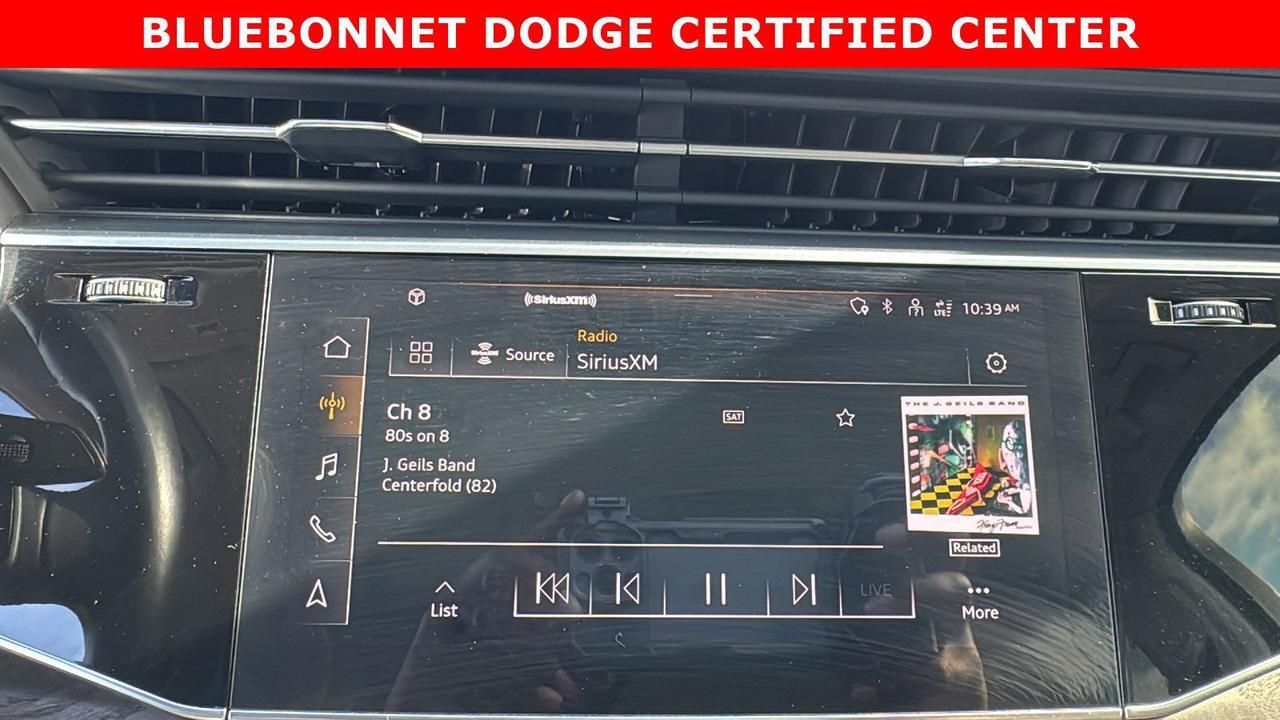 BLUEBONNET DODGE CERTIFIED CENTER
SiriusXM
LTE 10:39 AM
Source
Radio
SiriusXM
Ch 8
SAT
80s on 8
J. Geils Band
Centerfold (82)
THE J. GEILS BAND
Related
List
LIVE
More